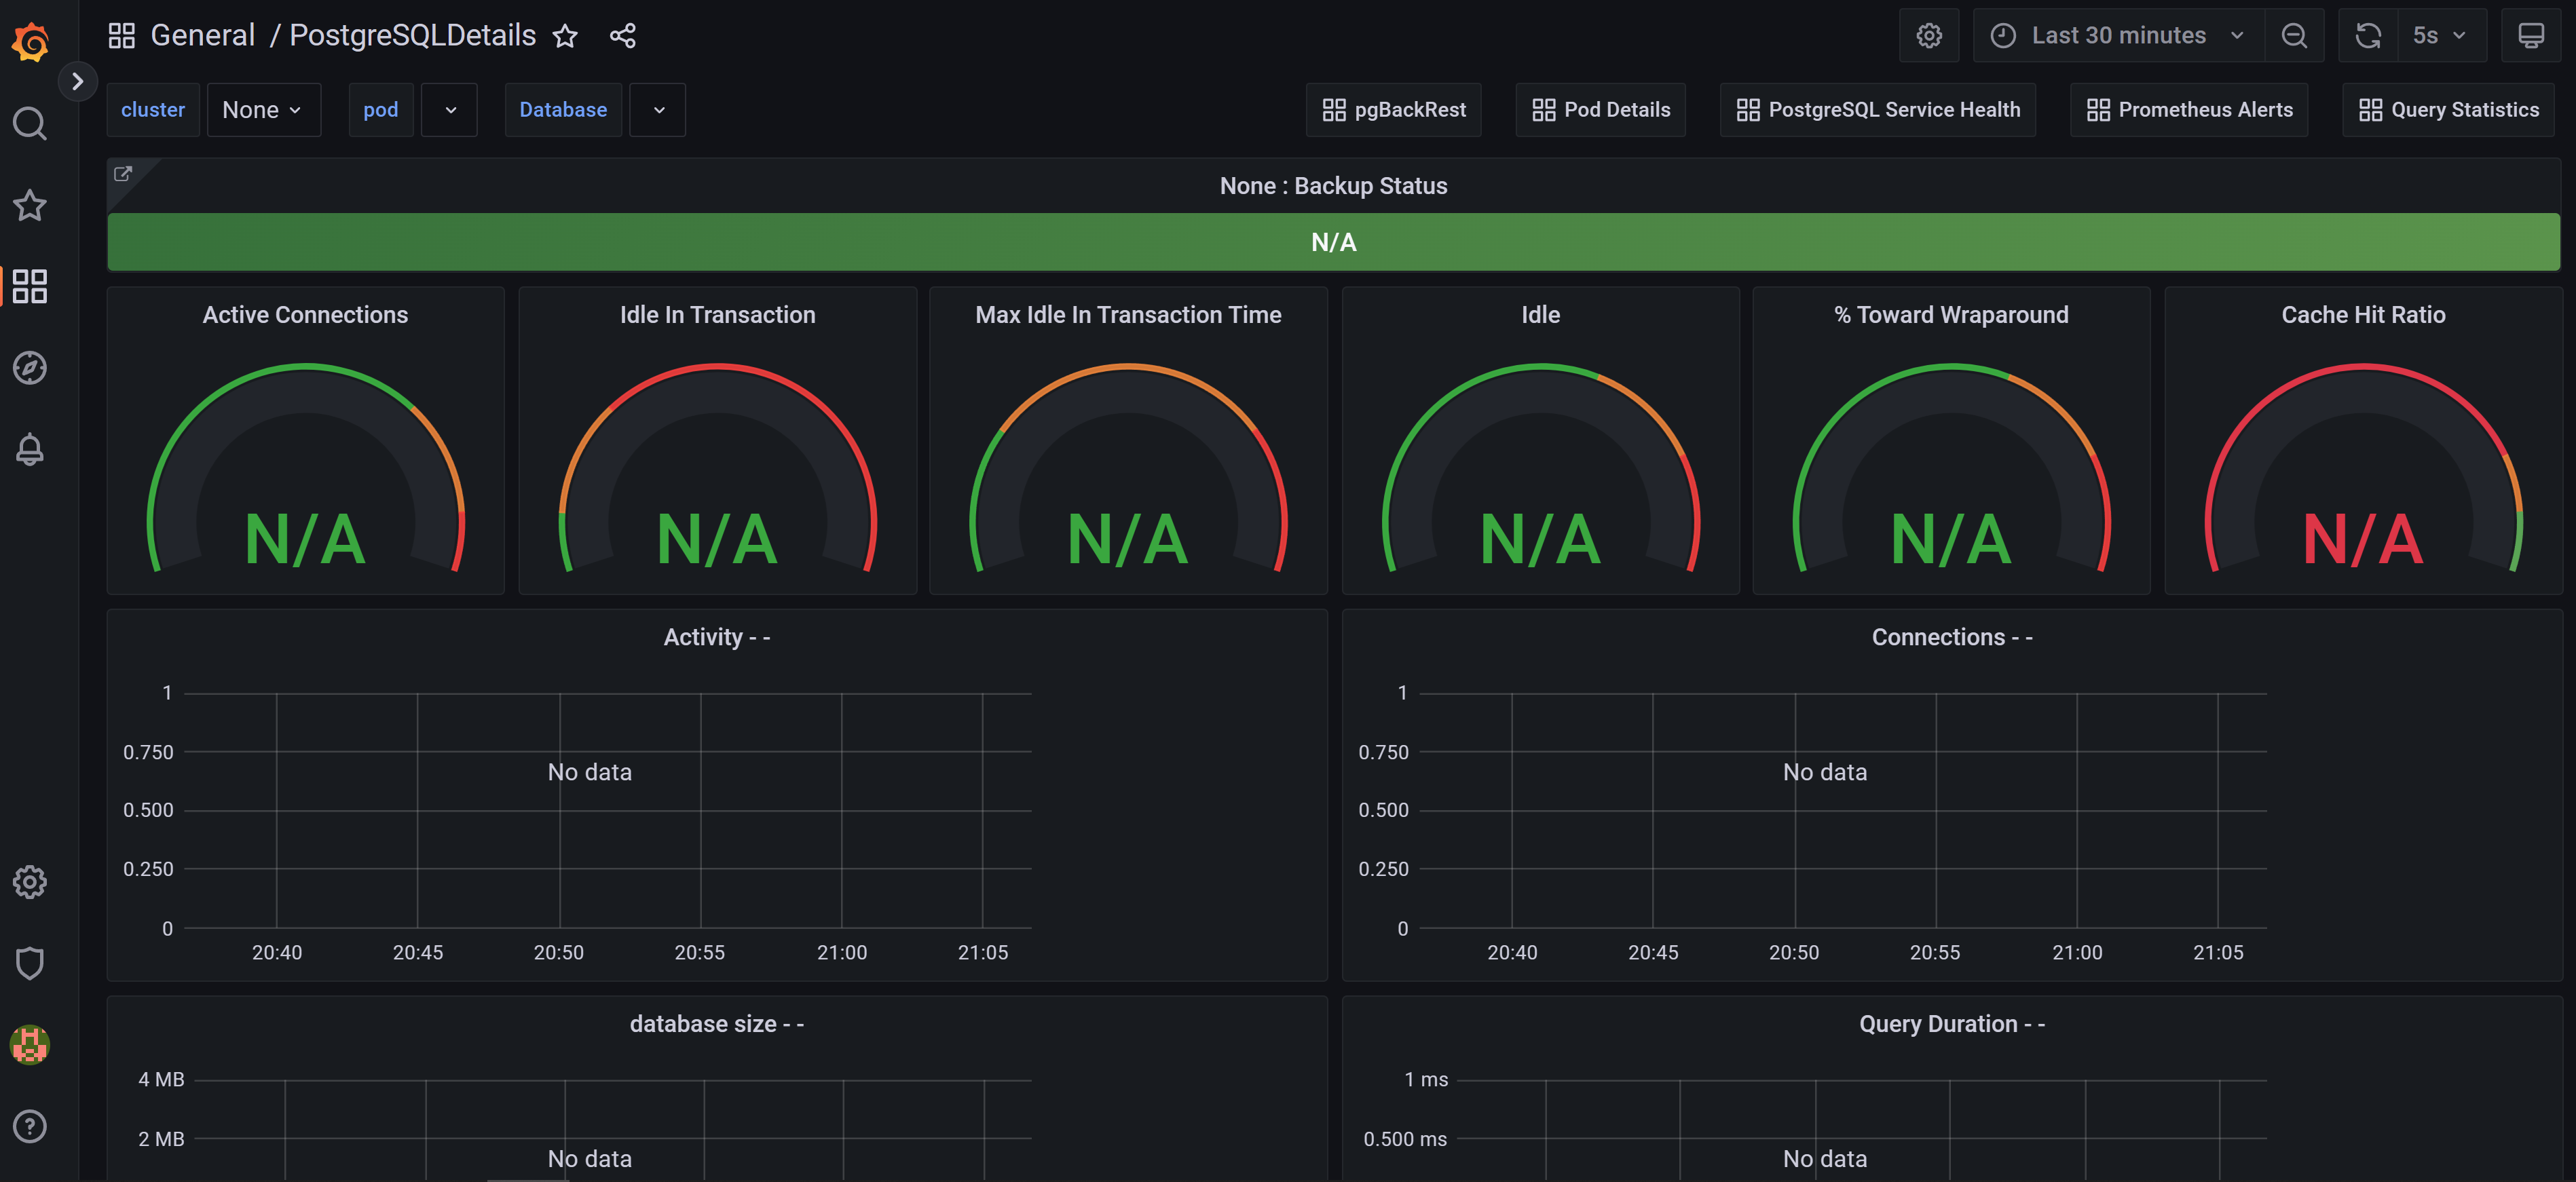 General / PostgreSQLDetails
Last 30 minutes
5s
cluster None pod Database
pgBackRest Pod Details PostgreSQL Service Health Prometheus Alerts Query Statistics
None : Backup Status
N/A
Active Connections
N/A
Idle In Transaction
N/A
Max Idle In Transaction Time
N/A
Idle
N/A
% Toward Wraparound
N/A
Cache Hit Ratio
N/A
Activity - -
1
0.750
No data
0.500
0.250
0
20:40 20:45 20:50 20:55 21:00 21:05
Connections - -
1
0.750
No data
0.500
0.250
0
20:40 20:45 20:50 20:55 21:00 21:05
database size - -
4 MB
2 MB
No data
Query Duration - -
1 ms
0.500 ms
No data